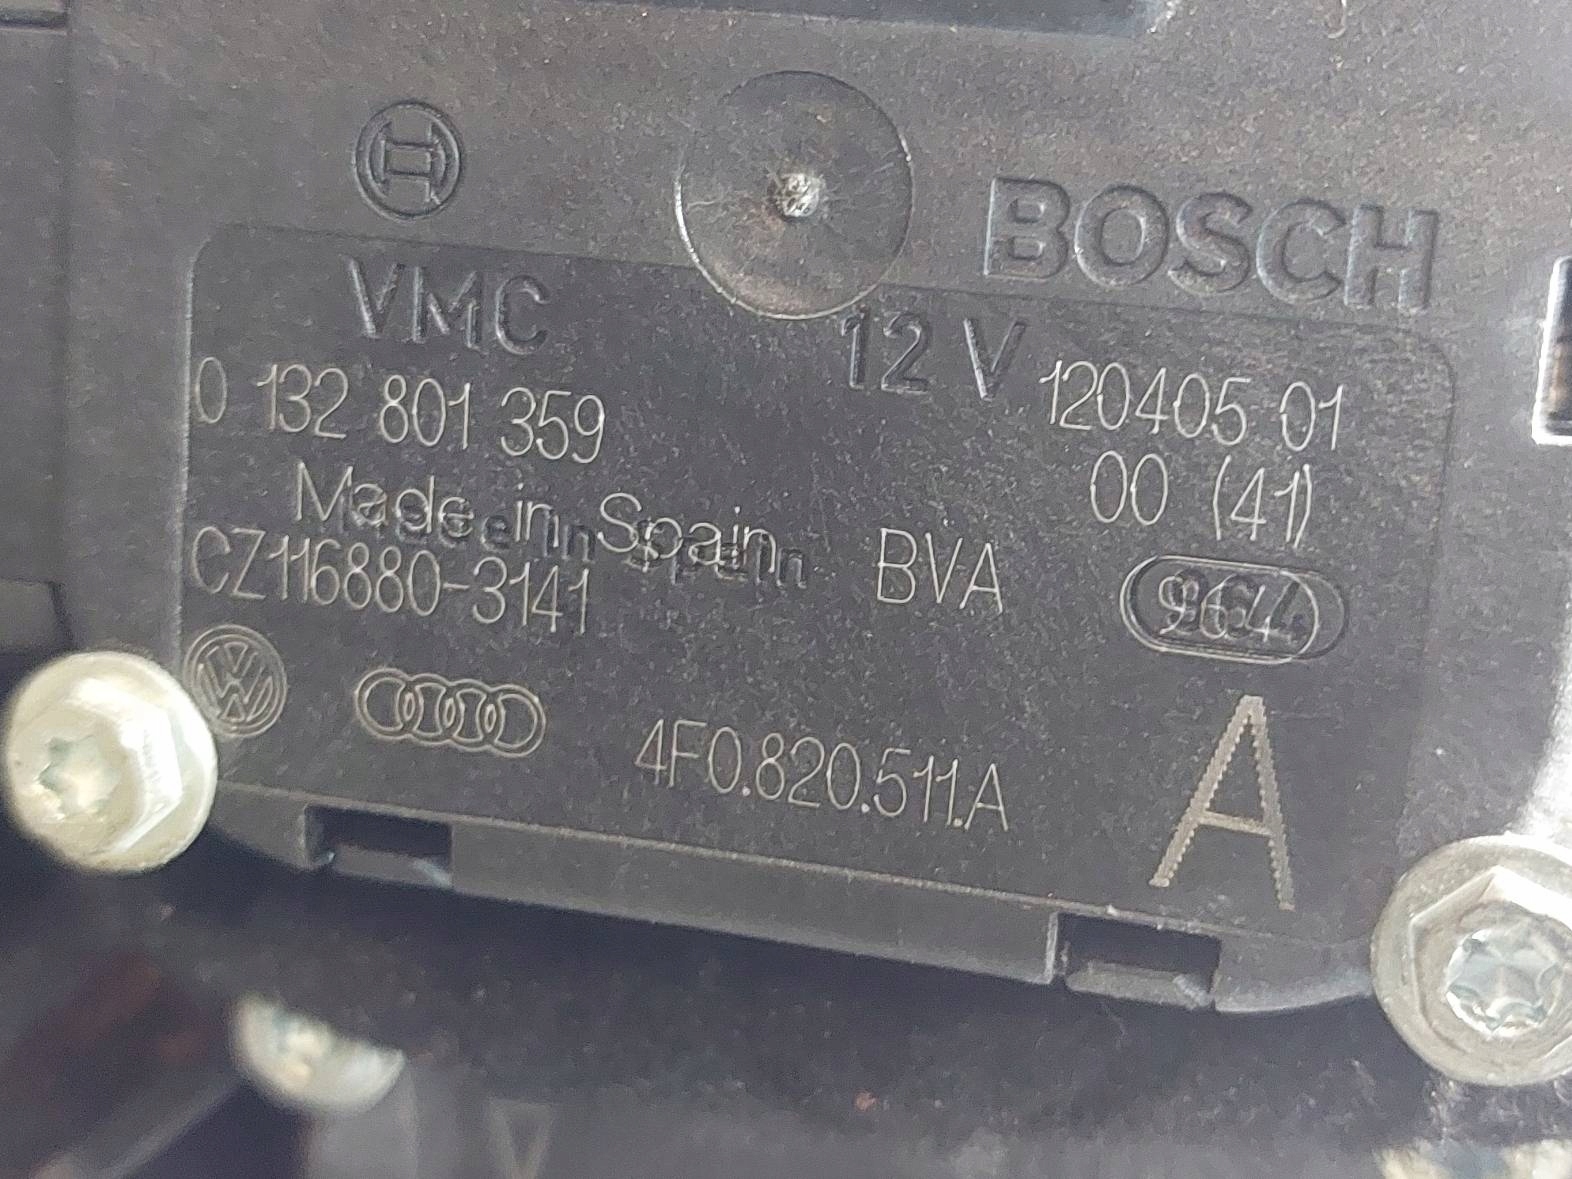 BOSCH
VMC 12 V
0 132 801 359 120405 01
00 (41)
Made in Spain BVA
CZ116880-3141 964
4F0.820.511.A
A